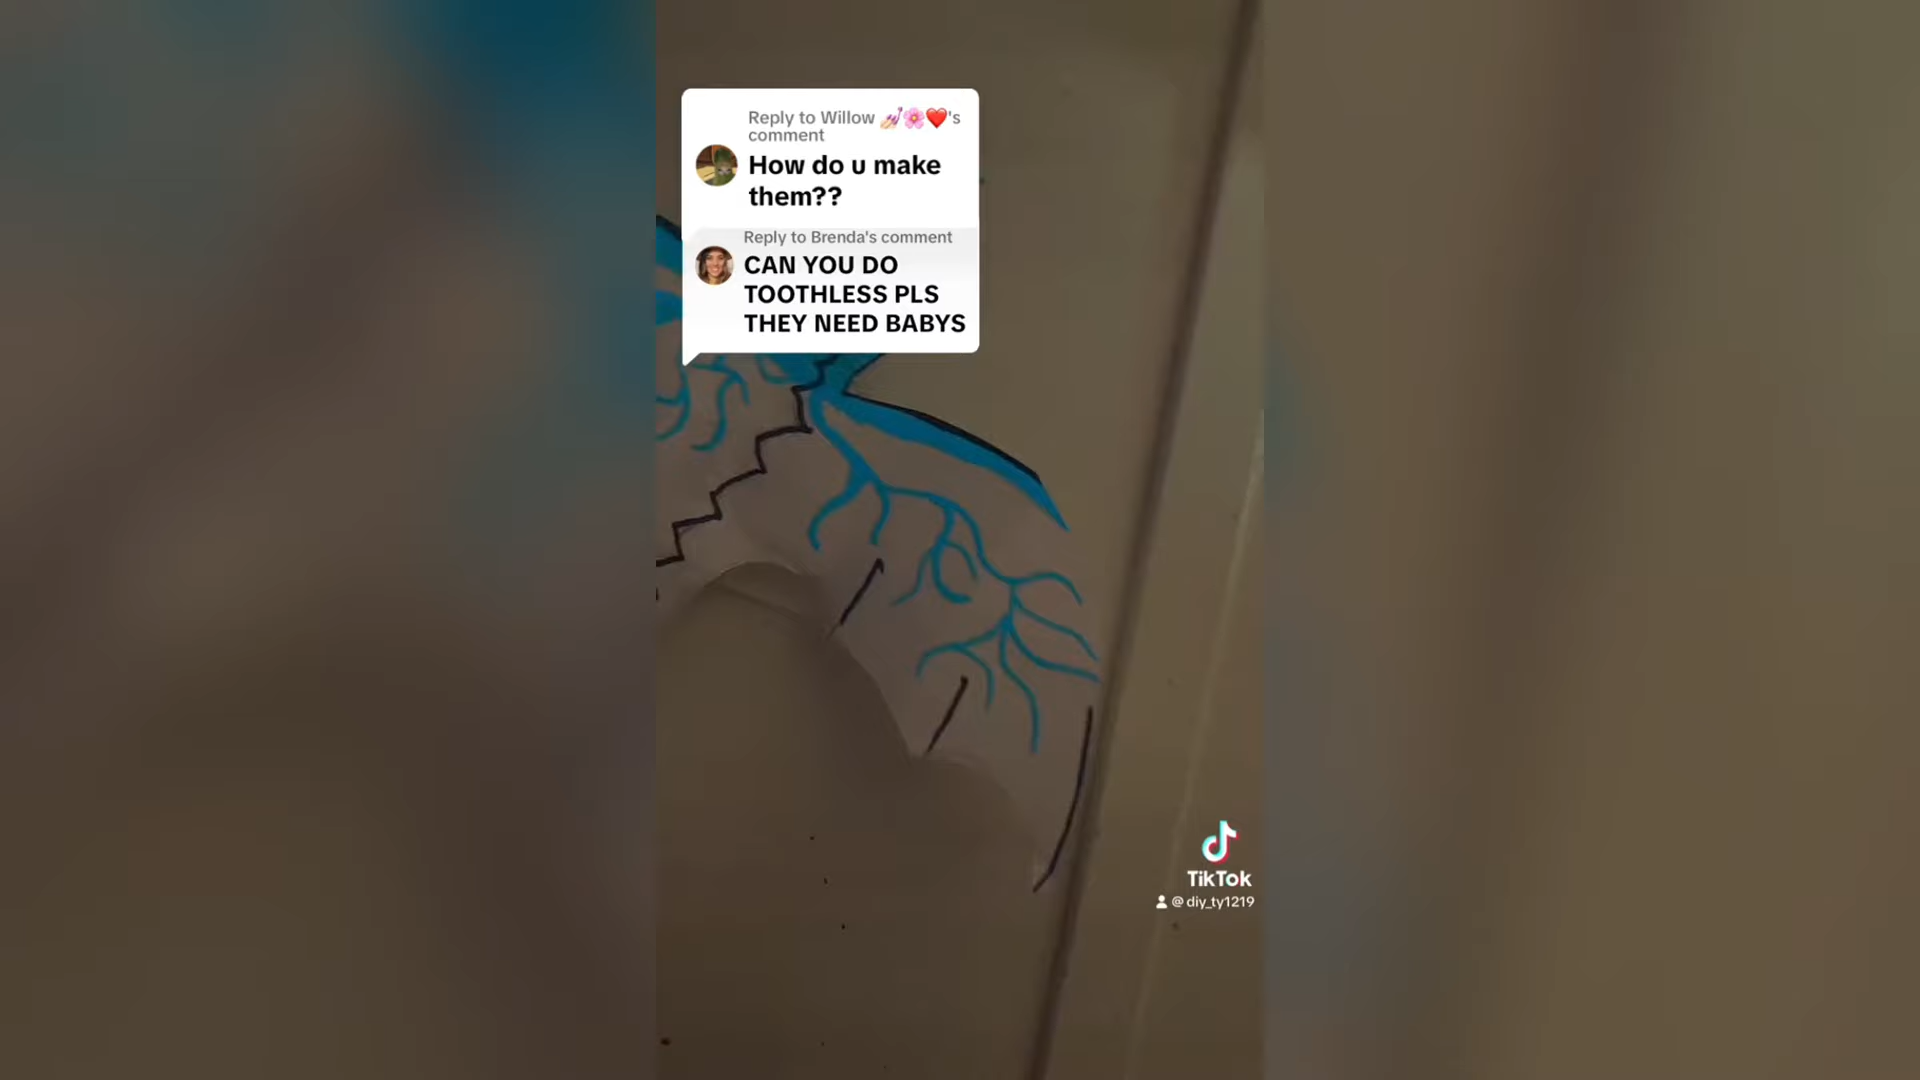 Reply to Willow 💅🏻🌸❤️'s
comment
How do u make
them??
Reply to Brenda's comment
CAN YOU DO
TOOTHLESS PLS
THEY NEED BABYS
TikTok
@diy_ty1219